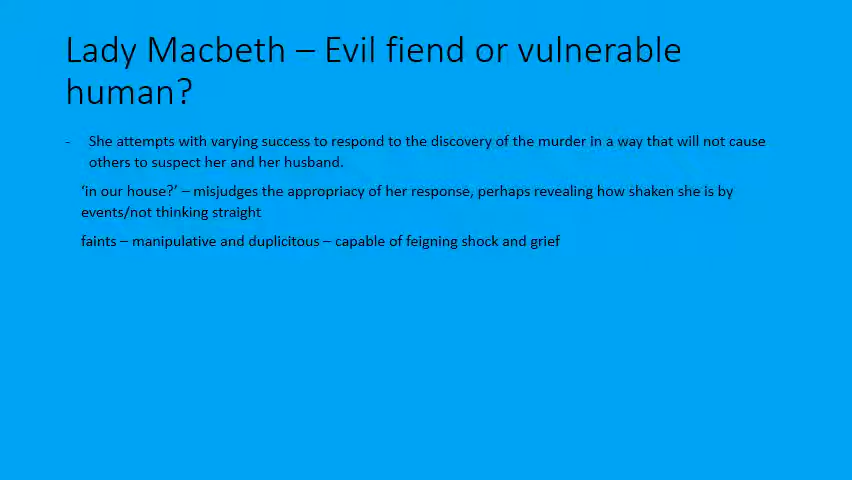 Lady Macbeth – Evil fiend or vulnerable
human?
- She attempts with varying success to respond to the discovery of the murder in a way that will not cause
others to suspect her and her husband.
‘in our house?’ – misjudges the appropriacy of her response, perhaps revealing how shaken she is by
events/not thinking straight
faints – manipulative and duplicitous – capable of feigning shock and grief